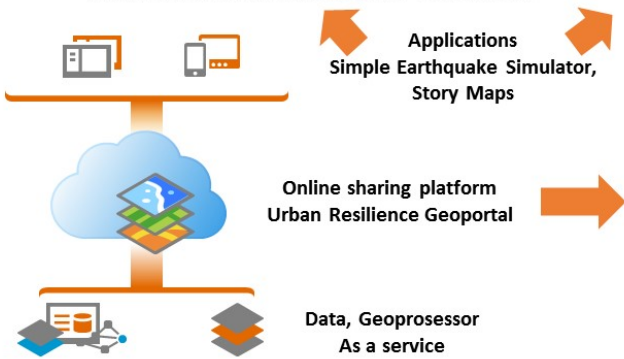 Applications
Simple Earthquake Simulator,
Story Maps
Online sharing platform
Urban Resilience Geoportal
Data, Geoprosessor
As a service